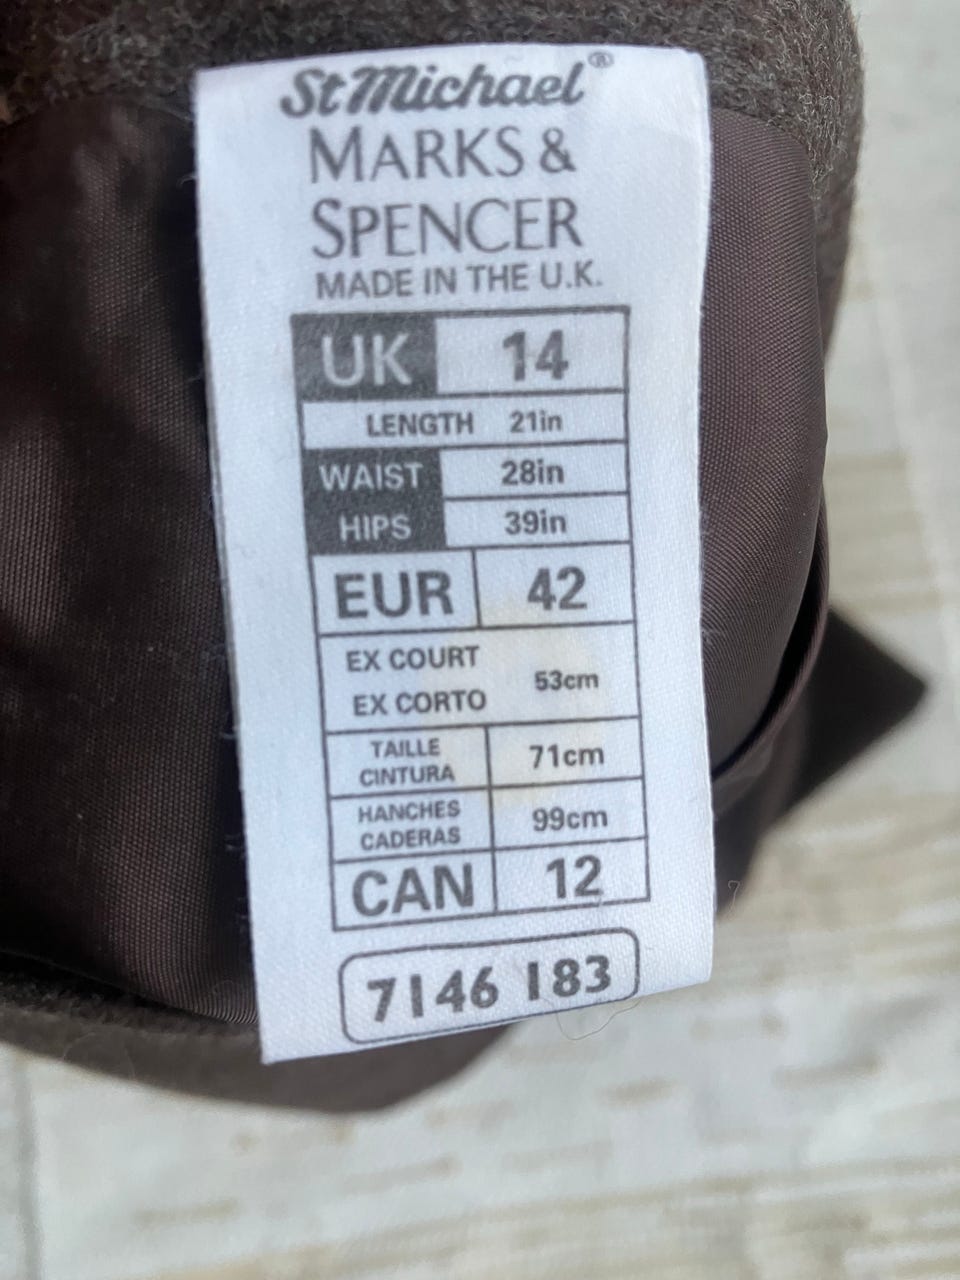 St Michael®
MARKS &
SPENCER
MADE IN THE U.K.
UK 14
LENGTH 21in
WAIST 28in
HIPS 39in
EUR 42
EX COURT
EX CORTO 53cm
TAILLE
CINTURA 71cm
HANCHES
CADERAS 99cm
CAN 12
7146 183